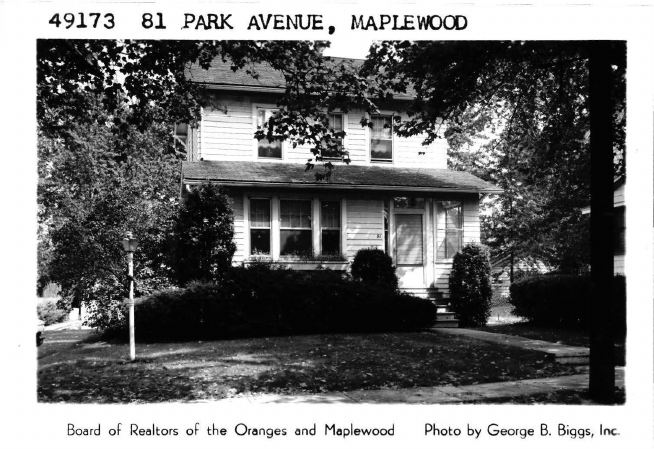 49173 81 PARK AVENUE, MAPLEWOOD
Board of Realtors of the Oranges and Maplewood Photo by George B. Biggs, Inc.